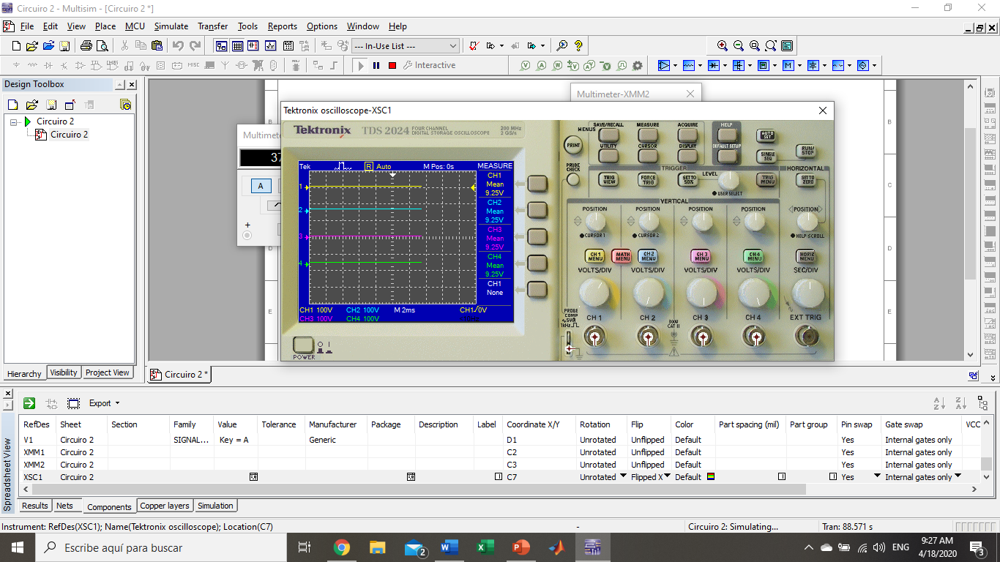 Circuiro 2 - Multisim - [Circuiro 2 *]
File Edit View Place MCU Simulate Transfer Tools Reports Options Window Help
--- In-Use List ---
MISC
Interactive
Design Toolbox
Circuiro 2
Circuiro 2
Hierarchy Visibility Project View
Multimeter-XMM2
Multimeter
37
A
Tektronix oscilloscope-XSC1
Tektronix TDS 2024 FOUR CHANNEL DIGITAL STORAGE OSCILLOSCOPE 200 MHz 2 GS/s
Tek R Auto M Pos: 0s MEASURE
CH1
Mean
9.25V
CH2
Mean
9.25V
CH3
Mean
9.25V
CH4
Mean
9.25V
CH1
None
1
2
3
4
CH1 100V CH2 100V M 2ms CH1 / 0V
CH3 100V CH4 100V
POWER
MENUS SAVE/RECALL MEASURE ACQUIRE HELP AUTO SET
PRINT UTILITY CURSOR DISPLAY DEFAULT SETUP SINGLE SEQ RUN/STOP
PROBE CHECK TRIGGER HORIZONTAL
TRIG VIEW FORCE TRIG SET TO 50% LEVEL TRIG MENU SET TO ZERO
USER SELECT
VERTICAL
POSITION POSITION POSITION POSITION POSITION
CURSOR 1 CURSOR 2 HELP SCROLL
CH 1 MENU MATH MENU CH 2 MENU CH 3 MENU CH 4 MENU HORIZ MENU
VOLTS/DIV VOLTS/DIV VOLTS/DIV VOLTS/DIV SEC/DIV
PROBE COMP ~5V@ 1kHz
CH 1 CH 2 300V CAT II CH 3 CH 4 EXT TRIG
Circuiro 2 *
Export
RefDes Sheet Section Family Value Tolerance Manufacturer Package Description Label Coordinate X/Y Rotation Flip Color Part spacing (mil) Part group Pin swap Gate swap VCC
V1 Circuiro 2 SIGNAL... Key = A Generic D1 Unrotated Unflipped Default Yes Internal gates only
XMM1 Circuiro 2 C2 Unrotated Unflipped Default Yes Internal gates only
XMM2 Circuiro 2 C3 Unrotated Unflipped Default Yes Internal gates only
XSC1 Circuiro 2 C7 Unrotated Flipped X Default Yes Internal gates only
Spreadsheet View
Results Nets Components Copper layers Simulation
Instrument: RefDes(XSC1); Name(Tektronix oscilloscope); Location(C7) - Circuiro 2: Simulating... Tran: 88.571 s
Escribe aquí para buscar
2
ENG
9:27 AM
4/18/2020
3